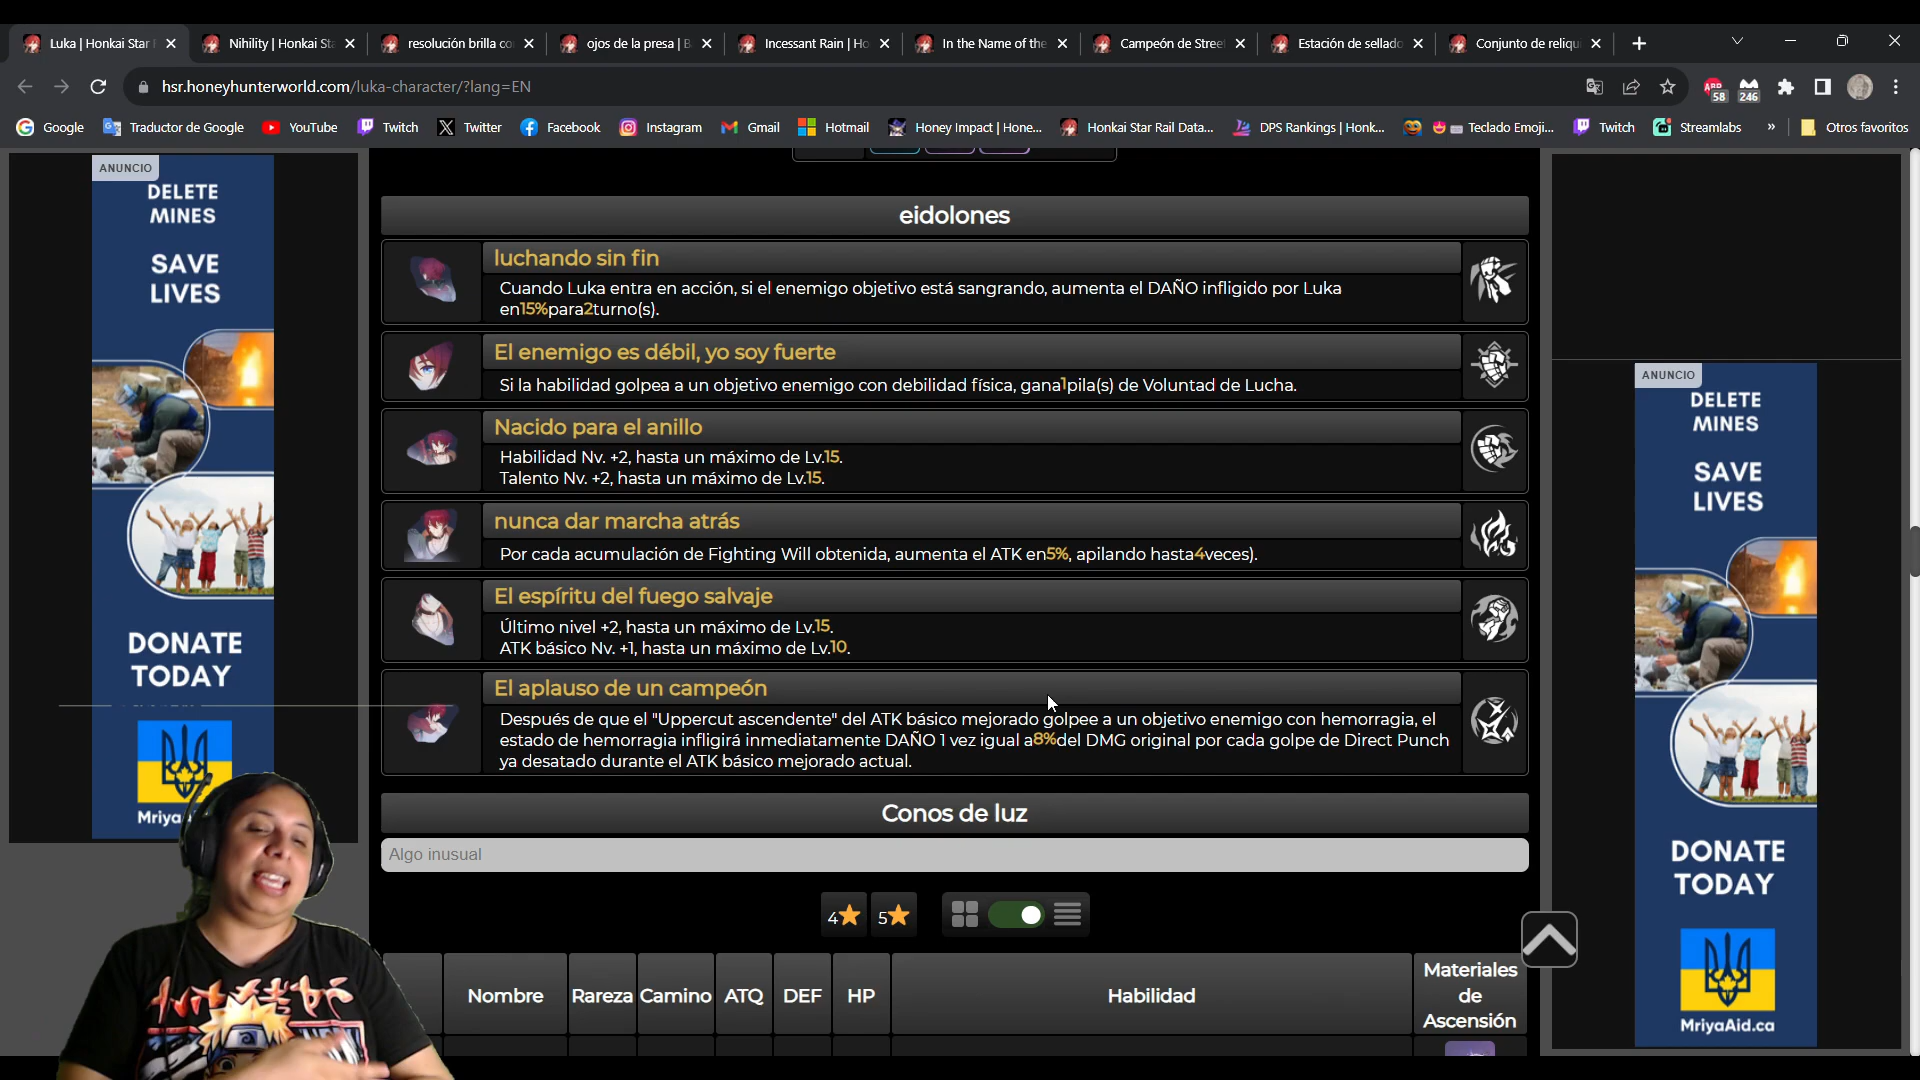 Luka | Honkai Star
Nihility | Honkai St
resolución brilla co
ojos de la presa | B
Incessant Rain | Ho
In the Name of the
Campeón de Stree
Estación de sellado
Conjunto de reliqu
hsr.honeyhunterworld.com/luka-character/?lang=EN
ABP
58
246
Google
Traductor de Google
YouTube
Twitch
Twitter
Facebook
Instagram
Gmail
Hotmail
Honey Impact | Hone...
Honkai Star Rail Data...
DPS Rankings | Honk...
Teclado Emoji...
Twitch
Streamlabs
»
Otros favoritos
ANUNCIO
DELETE
MINES
SAVE
LIVES
DONATE
TODAY
Mriya
eidolones
luchando sin fin
Cuando Luka entra en acción, si el enemigo objetivo está sangrando, aumenta el DAÑO infligido por Luka
en15%para2turno(s).
El enemigo es débil, yo soy fuerte
Si la habilidad golpea a un objetivo enemigo con debilidad física, gana1pila(s) de Voluntad de Lucha.
Nacido para el anillo
Habilidad Nv. +2, hasta un máximo de Lv.15.
Talento Nv. +2, hasta un máximo de Lv.15.
nunca dar marcha atrás
Por cada acumulación de Fighting Will obtenida, aumenta el ATK en5%, apilando hasta4veces).
El espíritu del fuego salvaje
Último nivel +2, hasta un máximo de Lv.15.
ATK básico Nv. +1, hasta un máximo de Lv.10.
El aplauso de un campeón
Después de que el "Uppercut ascendente" del ATK básico mejorado golpee a un objetivo enemigo con hemorragia, el
estado de hemorragia infligirá inmediatamente DAÑO 1 vez igual a8%del DMG original por cada golpe de Direct Punch
ya desatado durante el ATK básico mejorado actual.
Conos de luz
Algo inusual
4
5
Nombre
Rareza
Camino
ATQ
DEF
HP
Habilidad
Materiales
de
Ascensión
ANUNCIO
DELETE
MINES
SAVE
LIVES
DONATE
TODAY
MriyaAid.ca